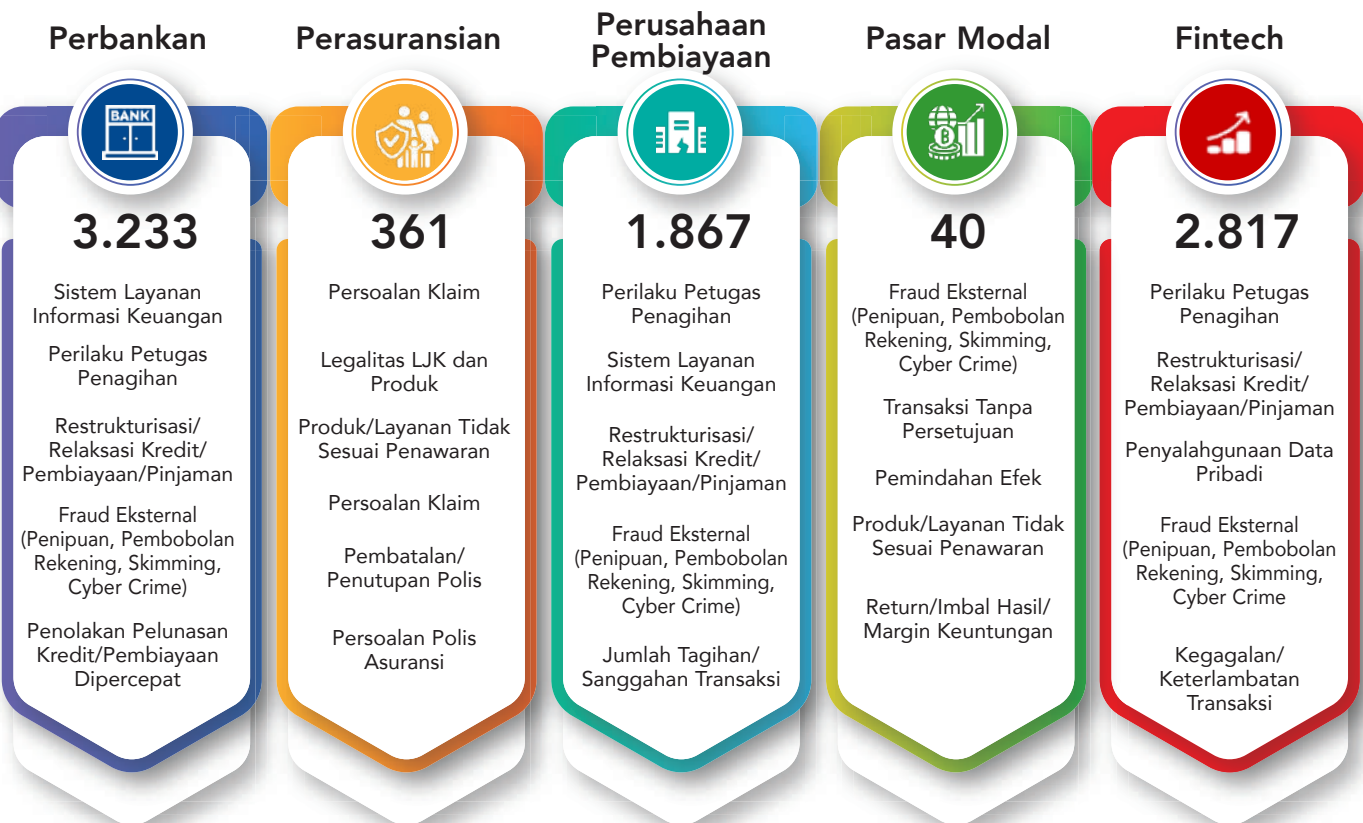 Perbankan
BANK
3.233
Sistem Layanan
Informasi Keuangan
Perilaku Petugas
Penagihan
Restrukturisasi/
Relaksasi Kredit/
Pembiayaan/Pinjaman
Fraud Eksternal
(Penipuan, Pembobolan
Rekening, Skimming,
Cyber Crime)
Penolakan Pelunasan
Kredit/Pembiayaan
Dipercepat
Perasuransian
361
Persoalan Klaim
Legalitas LJK dan
Produk
Produk/Layanan Tidak
Sesuai Penawaran
Persoalan Klaim
Pembatalan/
Penutupan Polis
Persoalan Polis
Asuransi
Perusahaan
Pembiayaan
1.867
Perilaku Petugas
Penagihan
Sistem Layanan
Informasi Keuangan
Restrukturisasi/
Relaksasi Kredit/
Pembiayaan/Pinjaman
Fraud Eksternal
(Penipuan, Pembobolan
Rekening, Skimming,
Cyber Crime)
Jumlah Tagihan/
Sanggahan Transaksi
Pasar Modal
40
Fraud Eksternal
(Penipuan, Pembobolan
Rekening, Skimming,
Cyber Crime)
Transaksi Tanpa
Persetujuan
Pemindahan Efek
Produk/Layanan Tidak
Sesuai Penawaran
Return/Imbal Hasil/
Margin Keuntungan
Fintech
2.817
Perilaku Petugas
Penagihan
Restrukturisasi/
Relaksasi Kredit/
Pembiayaan/Pinjaman
Penyalahgunaan Data
Pribadi
Fraud Eksternal
(Penipuan, Pembobolan
Rekening, Skimming,
Cyber Crime
Kegagalan/
Keterlambatan
Transaksi